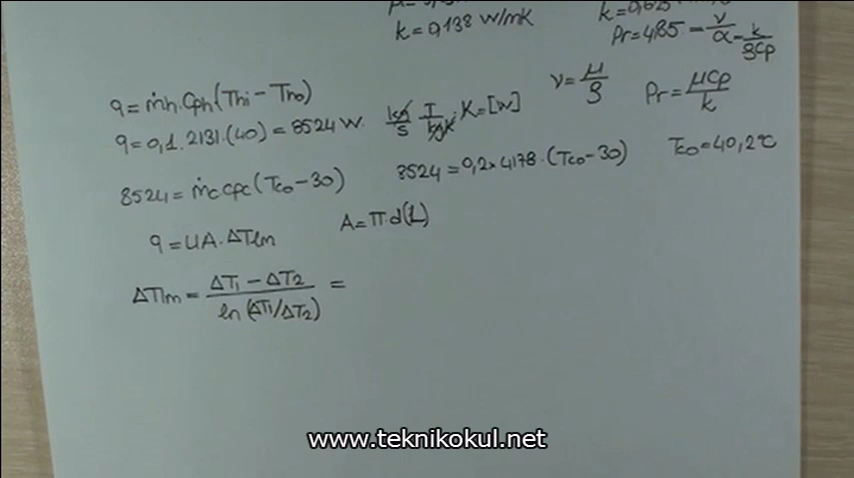 k=0,138 W/mK
Pr=4,85 = ν/α = k/ρCp
q = ṁh.Cph(Thi - Tho)
q = 0,1.2131.(40) = 8524 W.
kg/s J/kgK .K = [W]
ν = μ/ρ
Pr = μCp/k
8524 = ṁc Cpc (Tco - 30)
8524 = 0,2 x 4178.(Tco - 30)
Tco = 40,2°C
q = UA.ΔTlm
A = πd(L)
ΔTlm = ΔT1 - ΔT2 / ln(ΔT1/ΔT2) =
www.teknikokul.net